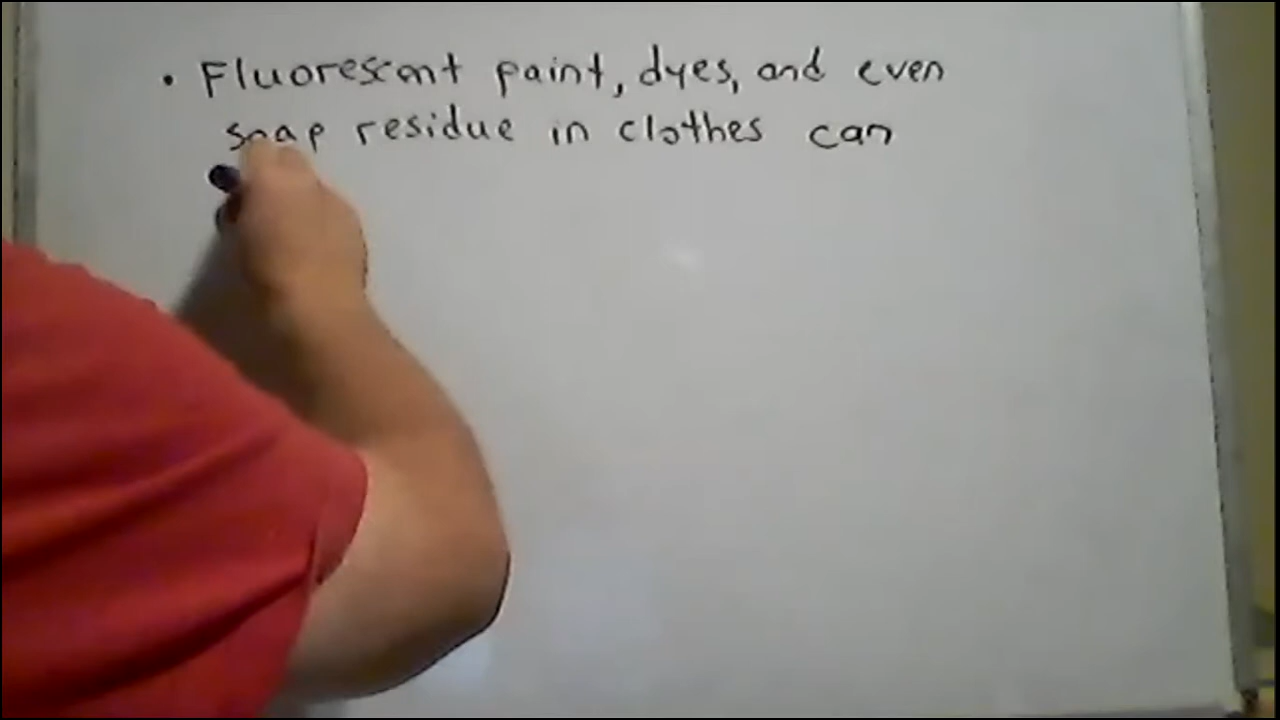 • Fluorescent paint, dyes, and even
soap residue in clothes can